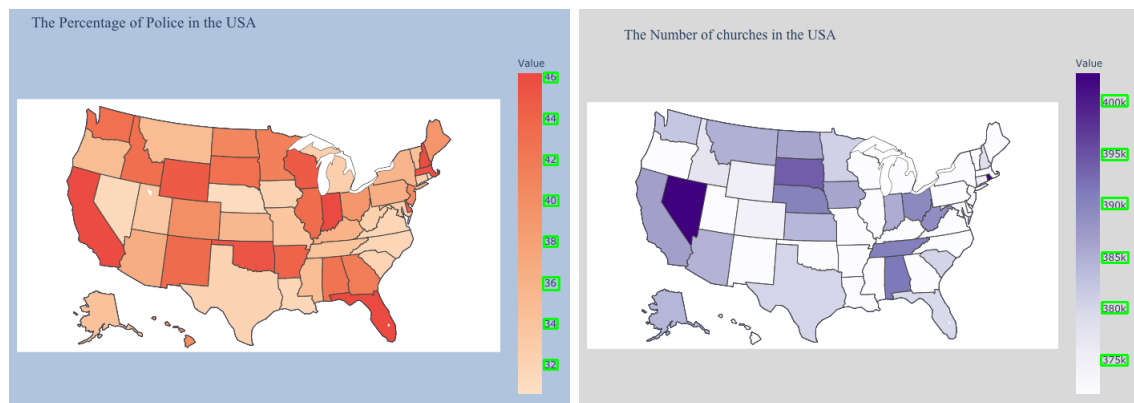 The Percentage of Police in the USA
Value
46
44
42
40
38
36
34
32
The Number of churches in the USA
Value
400k
395k
390k
385k
380k
375k